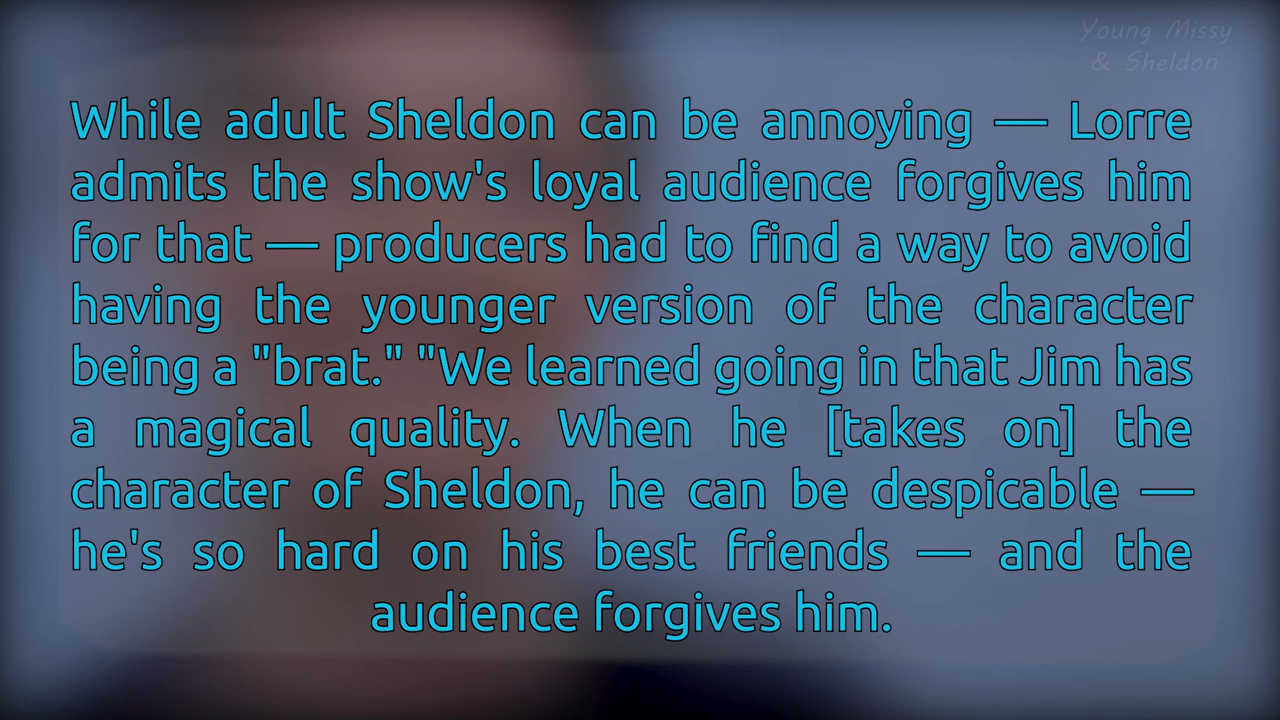 Young Missy
& Sheldon
While adult Sheldon can be annoying — Lorre
admits the show's loyal audience forgives him
for that — producers had to find a way to avoid
having the younger version of the character
being a "brat." "We learned going in that Jim has
a magical quality. When he [takes on] the
character of Sheldon, he can be despicable —
he's so hard on his best friends — and the
audience forgives him.